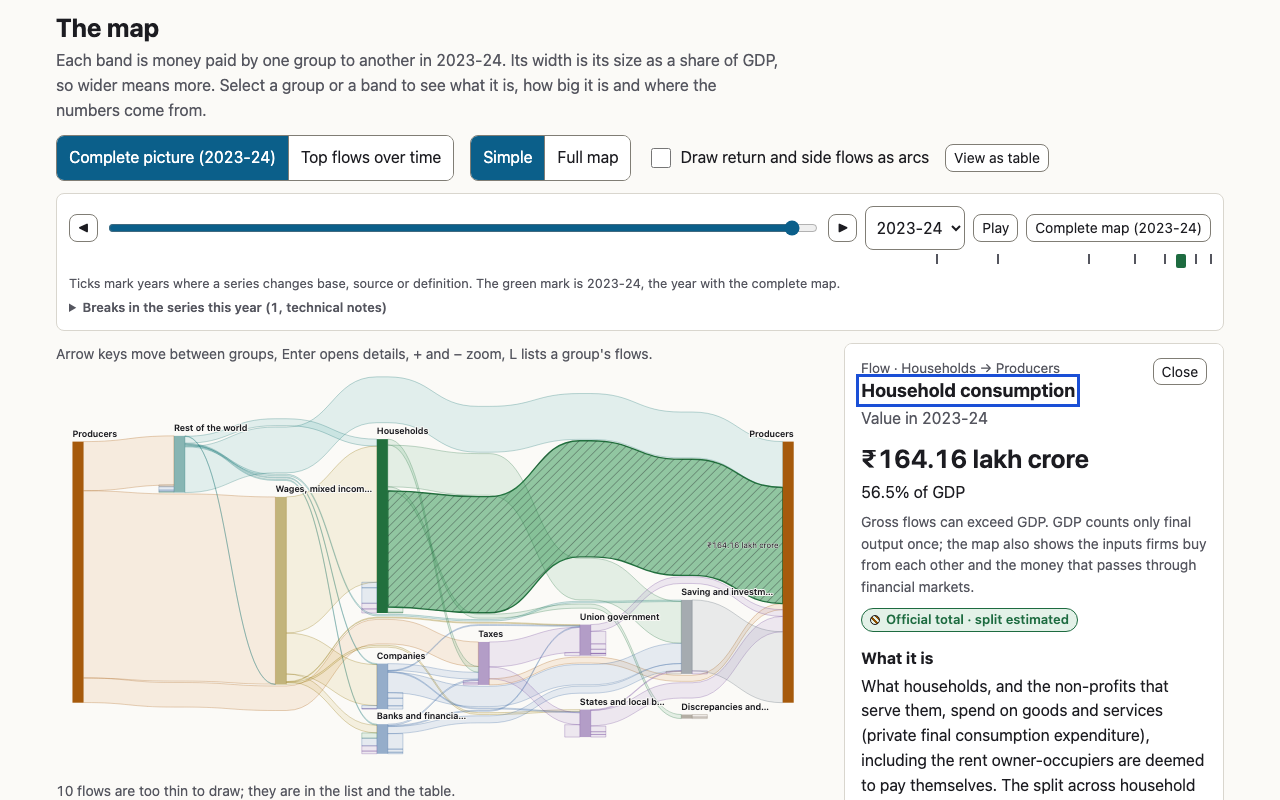 The map
Each band is money paid by one group to another in 2023-24. Its width is its size as a share of GDP,
so wider means more. Select a group or a band to see what it is, how big it is and where the
numbers come from.
Complete picture (2023-24)
Top flows over time
Simple
Full map
Draw return and side flows as arcs
View as table
2023-24
Play
Complete map (2023-24)
Ticks mark years where a series changes base, source or definition. The green mark is 2023-24, the year with the complete map.
Breaks in the series this year (1, technical notes)
Arrow keys move between groups, Enter opens details, + and − zoom, L lists a group's flows.
Producers
Rest of the world
Households
Producers
Wages, mixed incom...
₹164.16 lakh crore
Saving and investm...
Union government
Taxes
Companies
States and local b...
Discrepancies and...
Banks and financia...
10 flows are too thin to draw; they are in the list and the table.
Flow · Households → Producers
Close
Household consumption
Value in 2023-24
₹164.16 lakh crore
56.5% of GDP
Gross flows can exceed GDP. GDP counts only final
output once; the map also shows the inputs firms buy
from each other and the money that passes through
financial markets.
Official total · split estimated
What it is
What households, and the non-profits that
serve them, spend on goods and services
(private final consumption expenditure),
including the rent owner-occupiers are deemed
to pay themselves. The split across household